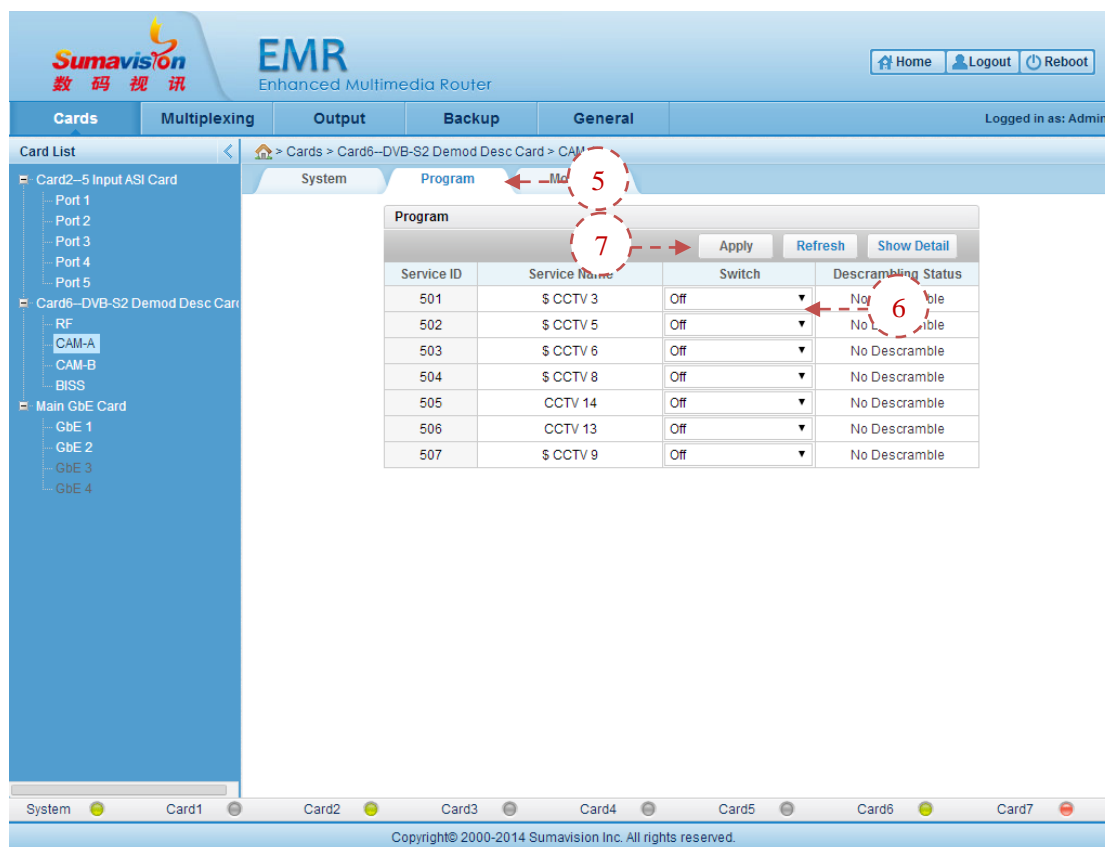 Sumavision
数 码 视 讯
EMR
Enhanced Multimedia Router
Home Logout Reboot
Cards Multiplexing Output Backup General Logged in as: Admin
Card List
> Cards > Card6--DVB-S2 Demod Desc Card >
Card2--5 Input ASI Card
Port 1
Port 2
Port 3
Port 4
Port 5
Card6--DVB-S2 Demod Desc Card
RF
CAM-A
CAM-B
BISS
Main GbE Card
GbE 1
GbE 2
GbE 3
GbE 4
System Program 5
Program
7 Apply Refresh Show Detail
Service ID Service Name Switch Descrambling Status
501 $ CCTV 3 Off 6
502 $ CCTV 5 Off
503 $ CCTV 6 Off No Descramble
504 $ CCTV 8 Off No Descramble
505 CCTV 14 Off No Descramble
506 CCTV 13 Off No Descramble
507 $ CCTV 9 Off No Descramble
System Card1 Card2 Card3 Card4 Card5 Card6 Card7
Copyright© 2000-2014 Sumavision Inc. All rights reserved.